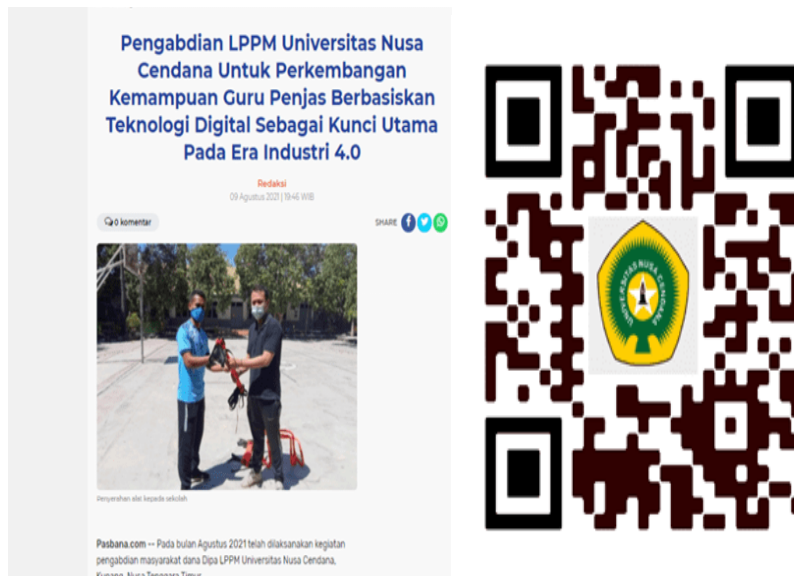 Pengabdian LPPM Universitas Nusa
Cendana Untuk Perkembangan
Kemampuan Guru Penjas Berbasiskan
Teknologi Digital Sebagai Kunci Utama
Pada Era Industri 4.0
Redaksi
09 Agustus 2021 | 19:46 WIB
0 komentar
SHARE
Penyerahan alat kepada sekolah
Pasbana.com -- Pada bulan Agustus 2021 telah dilaksanakan kegiatan
pengabdian masyarakat dana Dipa LPPM Universitas Nusa Cendana,
Kupang, Nusa Tenggara Timur
UNIVERSITAS NUSA CENDANA